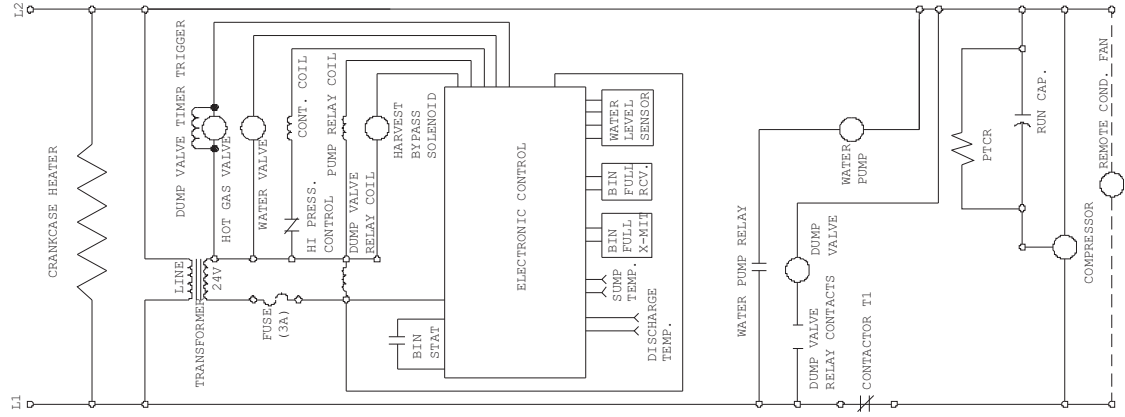 L2
L1
CRANKCASE HEATER
DUMP VALVE TIMER TRIGGER
HOT GAS VALVE
WATER VALVE
CONT. COIL
HI PRESS.
CONTROL
PUMP RELAY COIL
DUMP VALVE
RELAY COIL
HARVEST
BYPASS
SOLENOID
LINE
24V
TRANSFORMER
FUSE
(3A)
BIN
STAT
ELECTRONIC CONTROL
WATER
LEVEL
SENSOR
BIN
FULL
RCV.
BIN
FULL
X-MIT
SUMP
TEMP.
DISCHARGE
TEMP.
WATER PUMP RELAY
WATER
PUMP
DUMP
VALVE
DUMP VALVE
RELAY CONTACTS
CONTACTOR T1
PTCR
RUN CAP.
COMPRESSOR
REMOTE COND. FAN